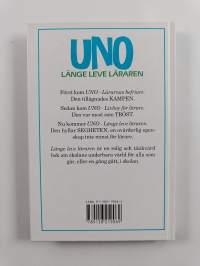 UNO
LÄNGE LEVE LÄRAREN
Först kom UNO - Lärarnas befriare.
Den tillägnades KAMPEN.
Sedan kom UNO - Livboj för lärare.
Den var mest som TRÖST.
Nu kommer UNO - Länge leve läraren.
Den hyllar SEGHETEN, en ovärderlig egen-
skap inte minst för lärare.
Länge leve läraren är en rolig och tänkvärd
bok om skolans underbara värld för alla som
går, eller en gång gått, i skolan.